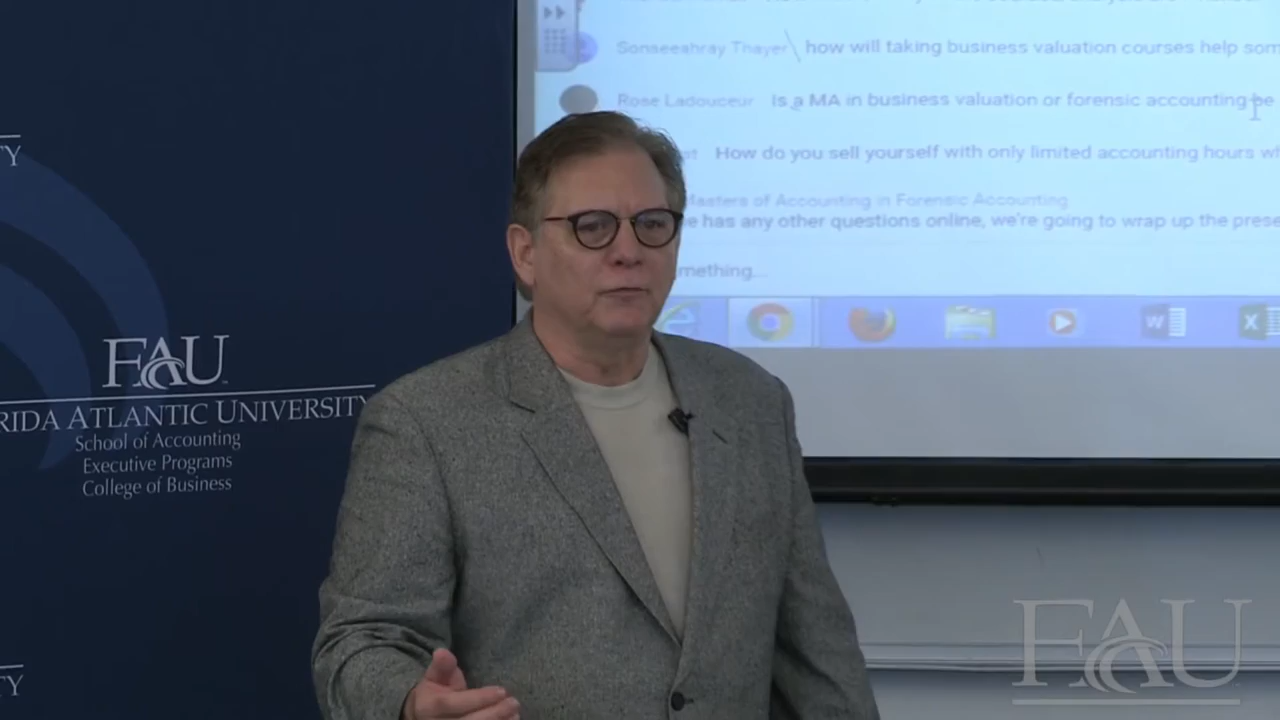 TY
FAU
RIDA ATLANTIC UNIVERSITY
School of Accounting
Executive Programs
College of Business
TY
Sonseeahray Thayer how will taking business valuation courses help som
Rose Ladouceur Is a MA in business valuation or forensic accounting be
How do you sell yourself with only limited accounting hours wh
Masters of Accounting in Forensic Accounting
e has any other questions online, we're going to wrap up the prese
mething...
FAU